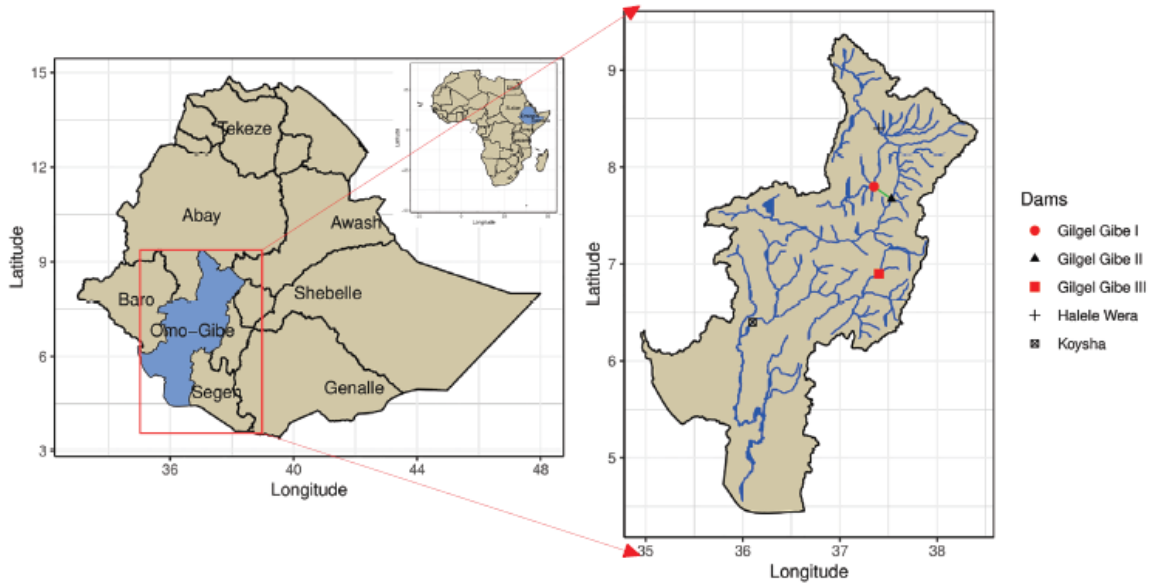 15
12
9
6
3
Latitude
Tekeze
Abay
Awash
Baro
Shebelle
Omo-Gibe
Segen
Genalle
36
40
44
48
Longitude
Latitude
Longitude
9
8
7
6
5
Latitude
35
36
37
38
Longitude
Dams
Gilgel Gibe I
Gilgel Gibe II
Gilgel Gibe III
Halele Wera
Koysha